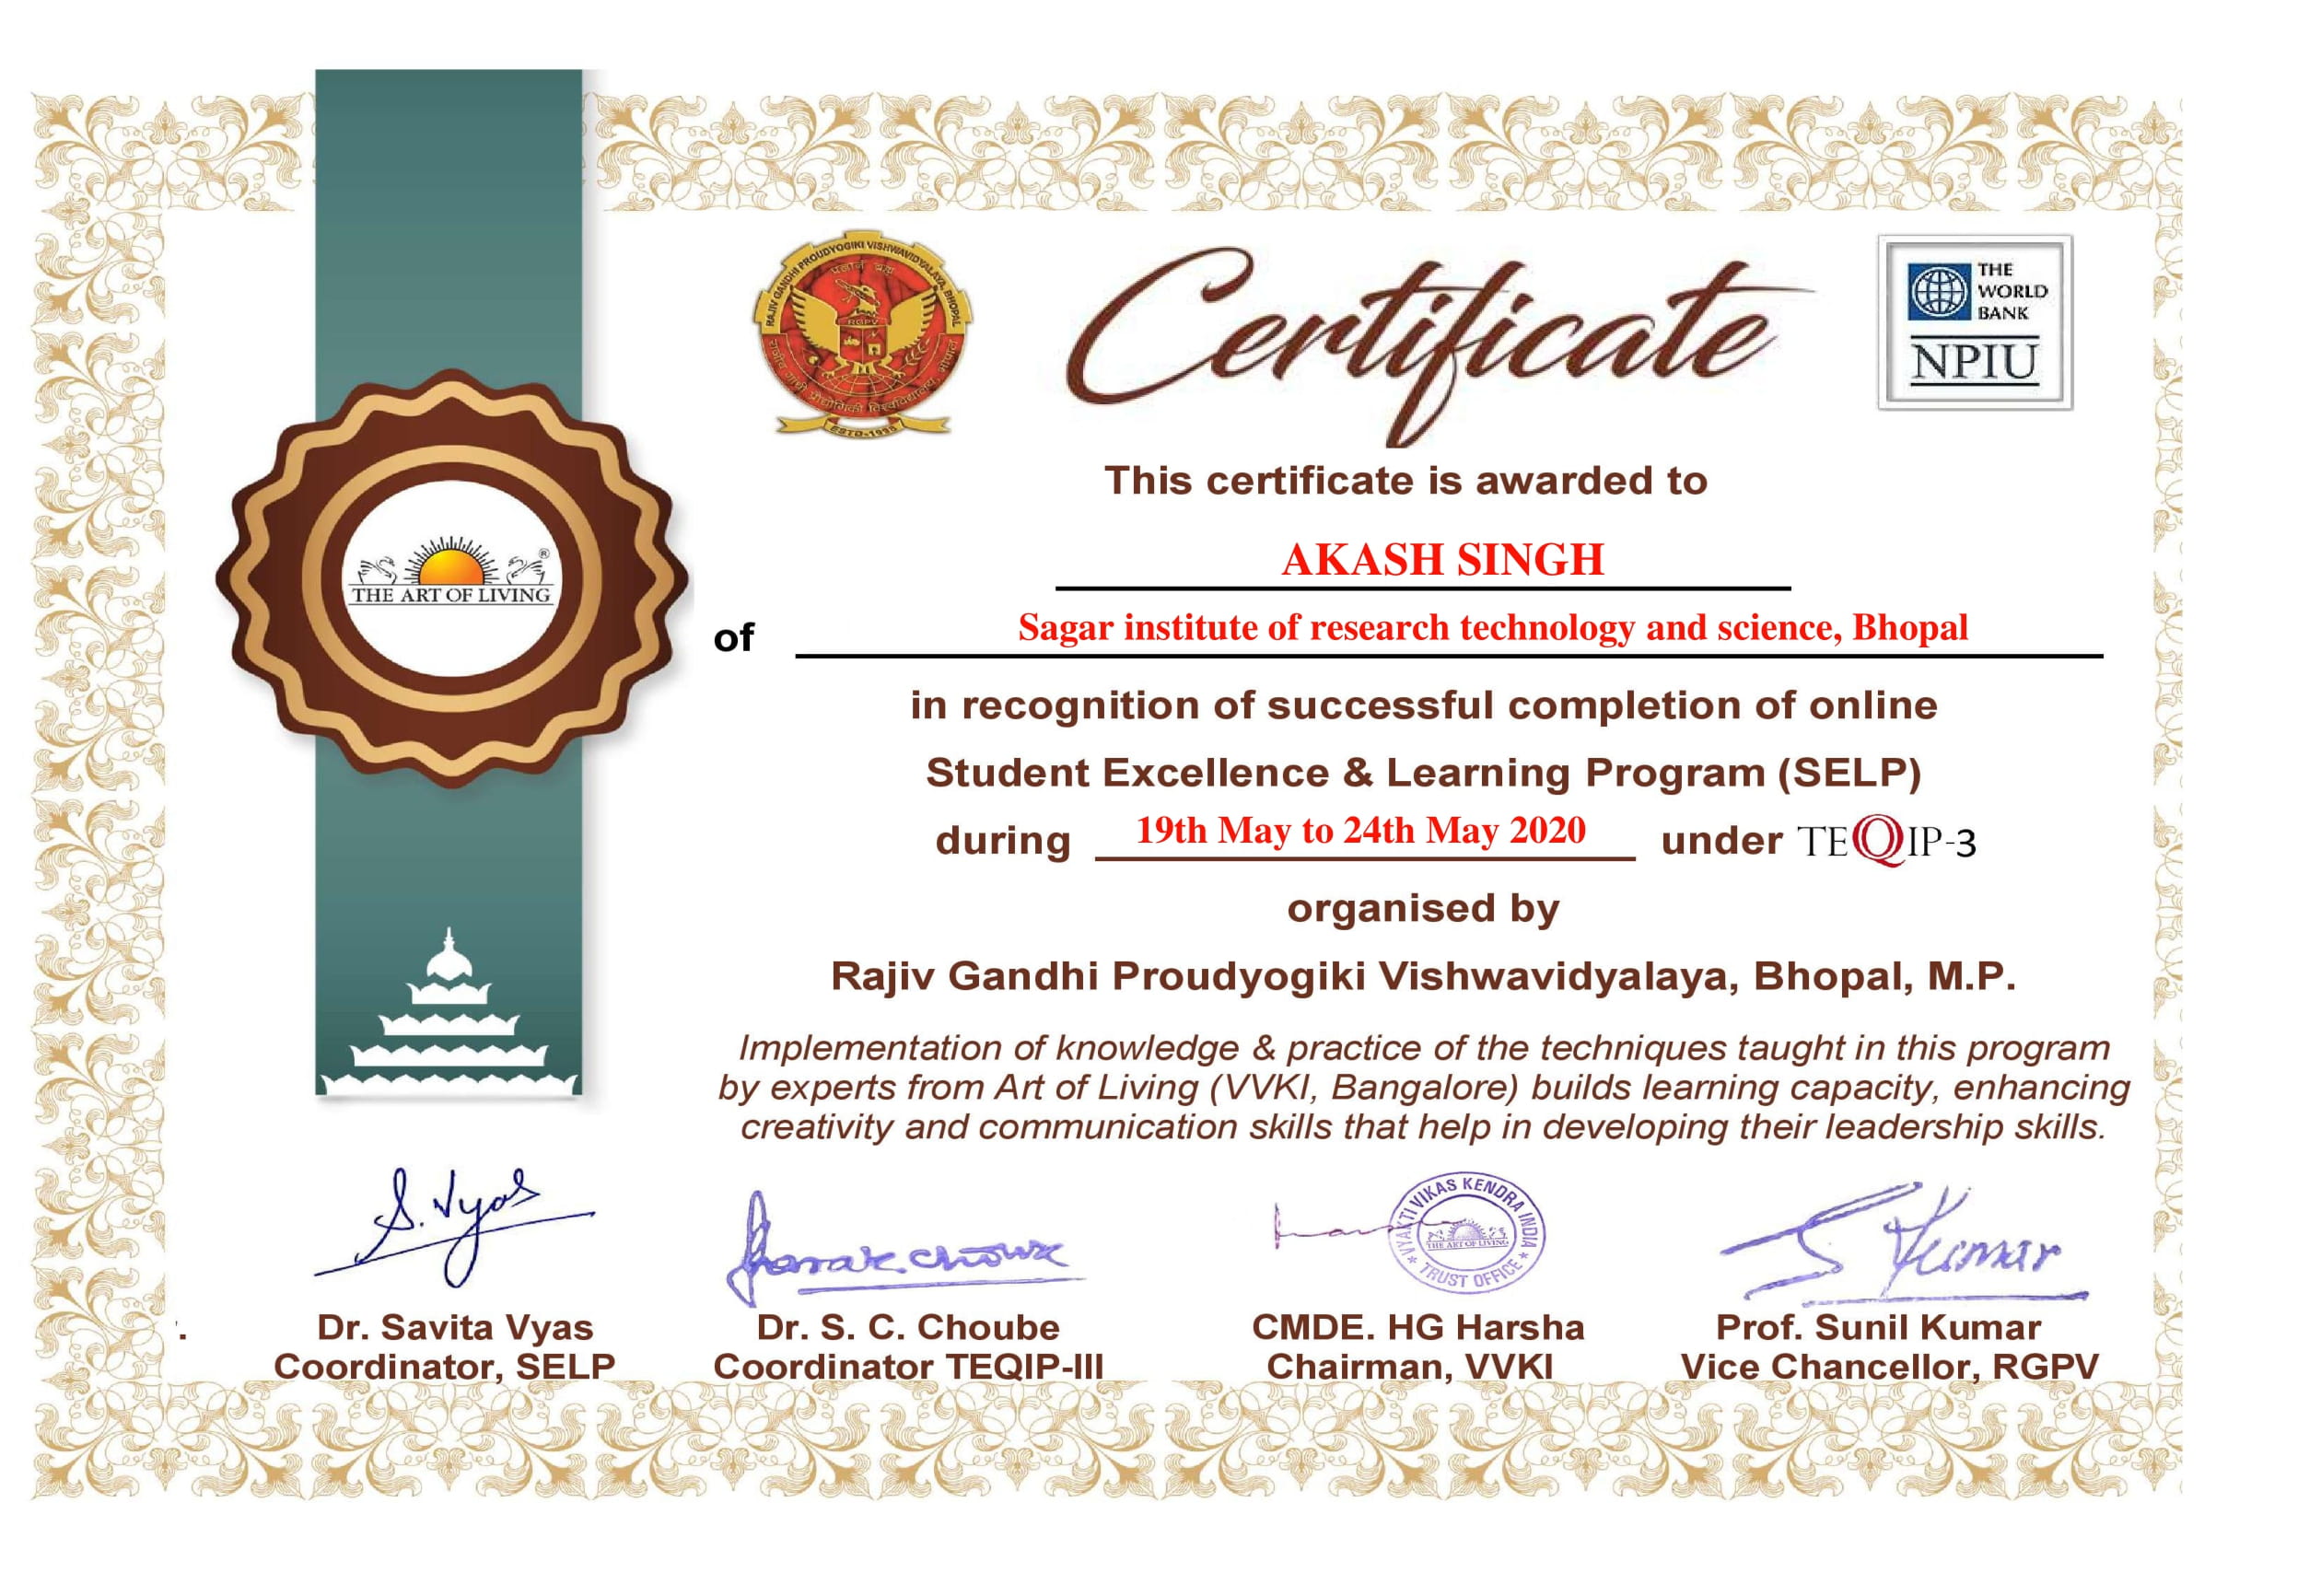 RAJIV GANDHI PROUDYOGIKI VISHWAVIDYALAYA, BHOPAL
RGPV
राजीव गांधी प्रौद्योगिकी विश्वविद्यालय, भोपाल
ESTD-1998
Certificate
THE
WORLD
BANK
NPIU
This certificate is awarded to
AKASH SINGH
THE ART OF LIVING
®
of Sagar institute of research technology and science, Bhopal
in recognition of successful completion of online
Student Excellence & Learning Program (SELP)
during 19th May to 24th May 2020 under TEQIP-3
organised by
Rajiv Gandhi Proudyogiki Vishwavidyalaya, Bhopal, M.P.
Implementation of knowledge & practice of the techniques taught in this program
by experts from Art of Living (VVKI, Bangalore) builds learning capacity, enhancing
creativity and communication skills that help in developing their leadership skills.
S. Vyas
S Kumar
VYAKTI VIKAS KENDRA INDIA
THE ART OF LIVING
TRUST OFFICE
Dr. Savita Vyas
Coordinator, SELP
Dr. S. C. Choube
Coordinator TEQIP-III
CMDE. HG Harsha
Chairman, VVKI
Prof. Sunil Kumar
Vice Chancellor, RGPV